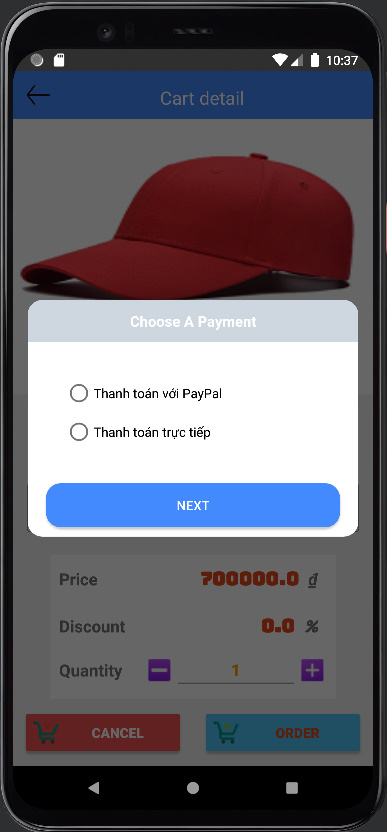 10:37
Cart detail
Choose A Payment
Thanh toán với PayPal
Thanh toán trực tiếp
NEXT
Price 700000.0 đ
Discount 0.0 %
Quantity 1
CANCEL ORDER